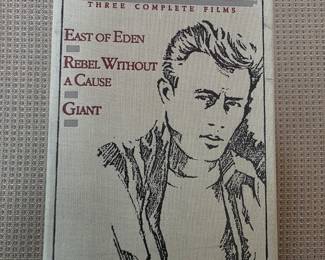 THREE COMPLETE FILMS
EAST OF EDEN
REBEL WITHOUT
A CAUSE
GIANT